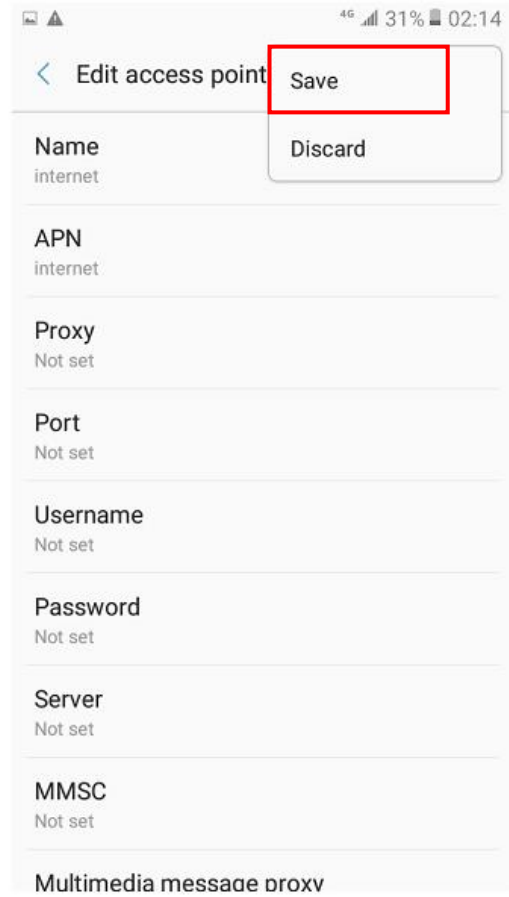 4G 31% 02:14
Edit access point
Save
Discard
Name
internet
APN
internet
Proxy
Not set
Port
Not set
Username
Not set
Password
Not set
Server
Not set
MMSC
Not set
Multimedia message proxy